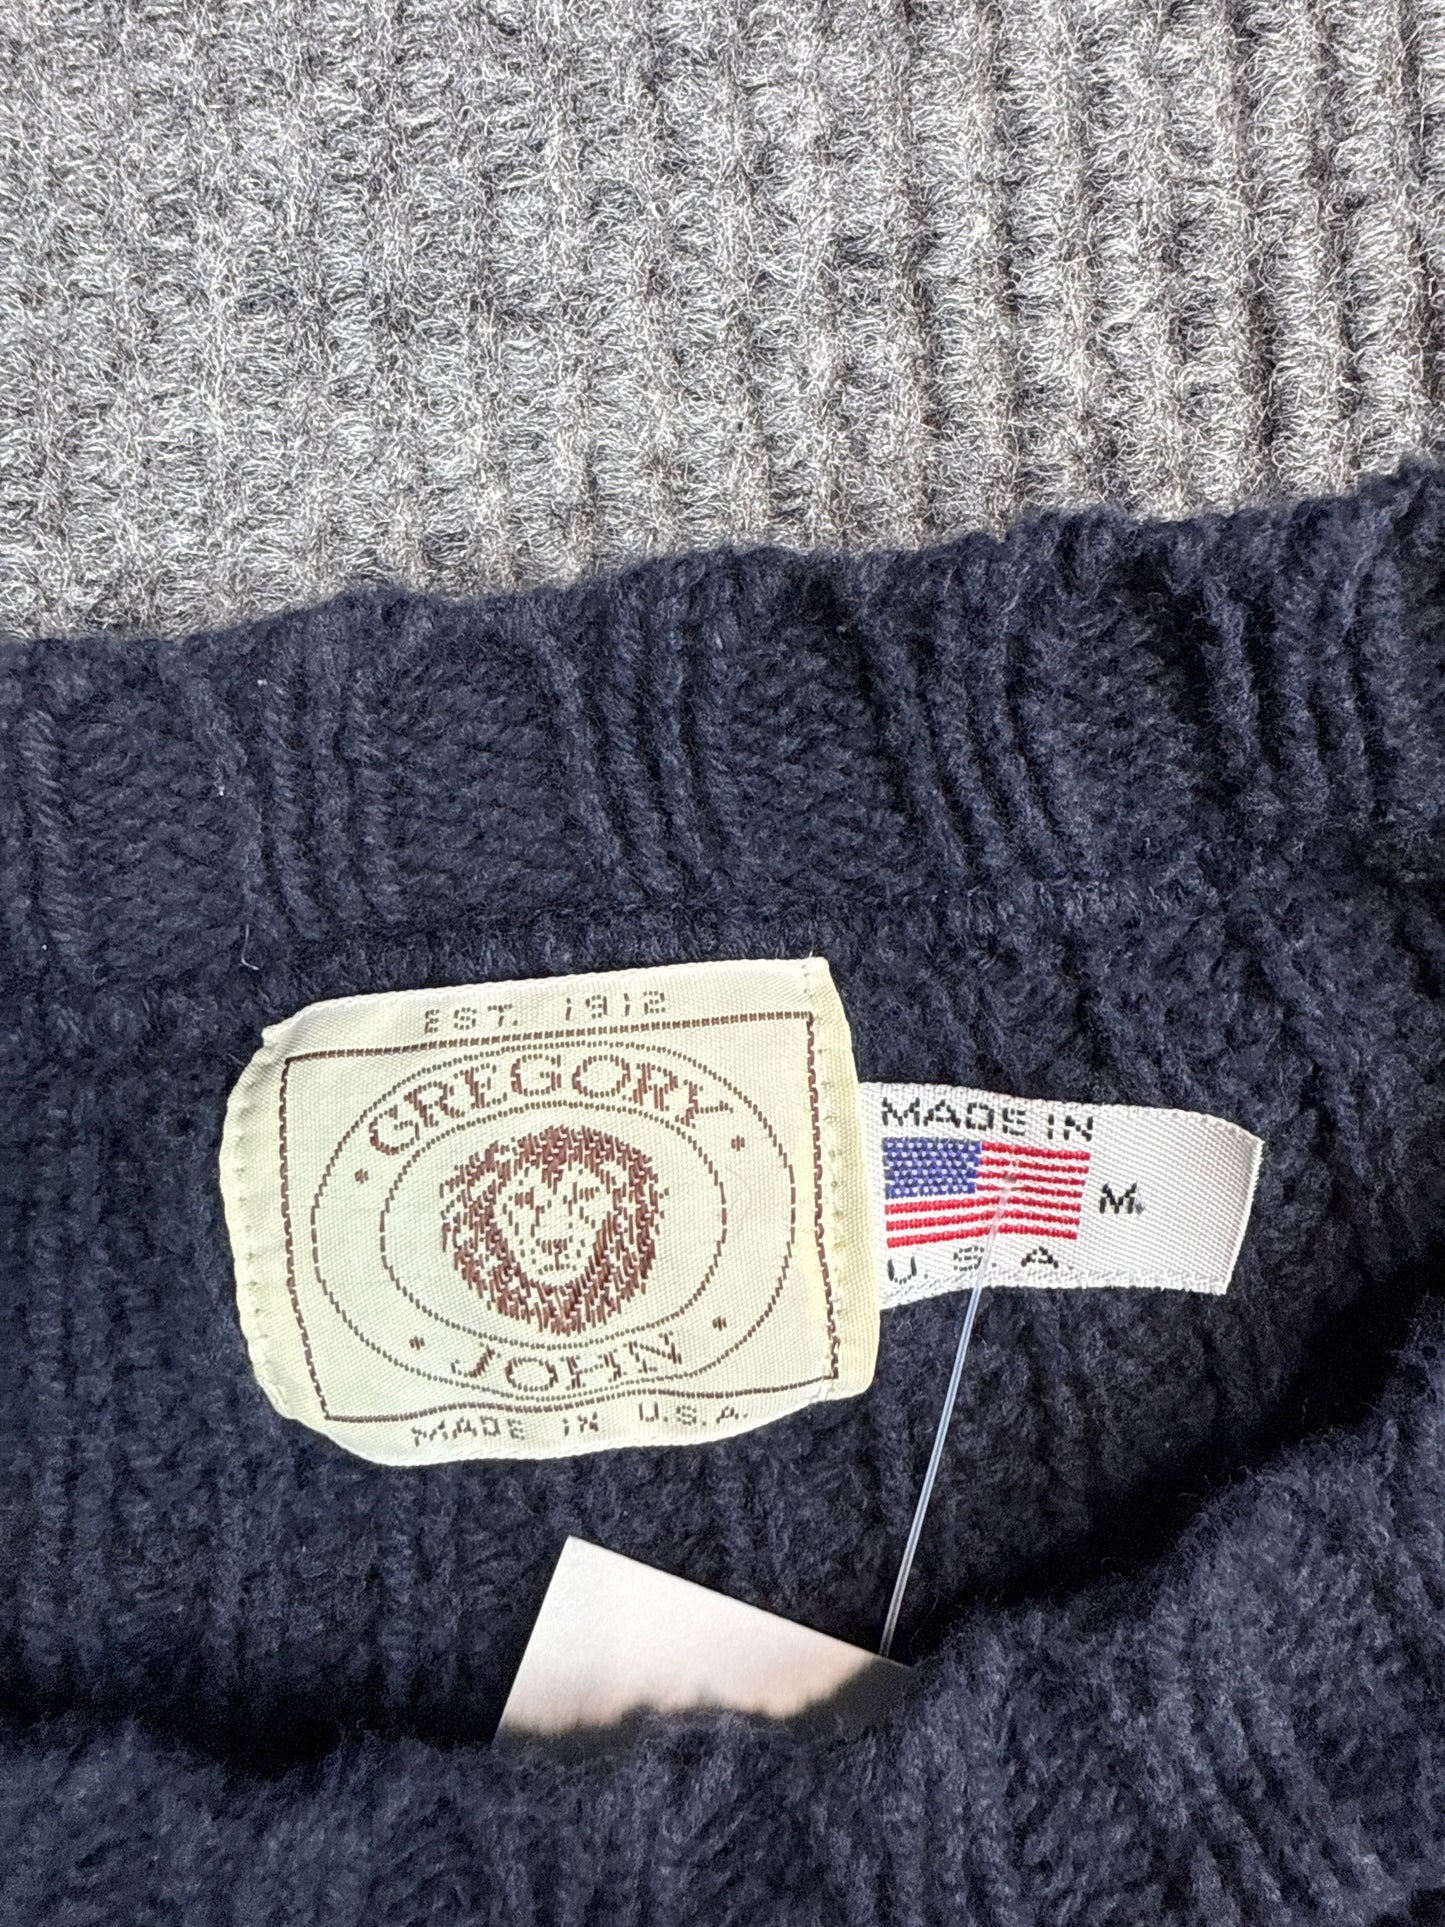 EST. 1912
GREGORY
JOHN
MADE IN U.S.A.
MADE IN
M.
U. S. A.